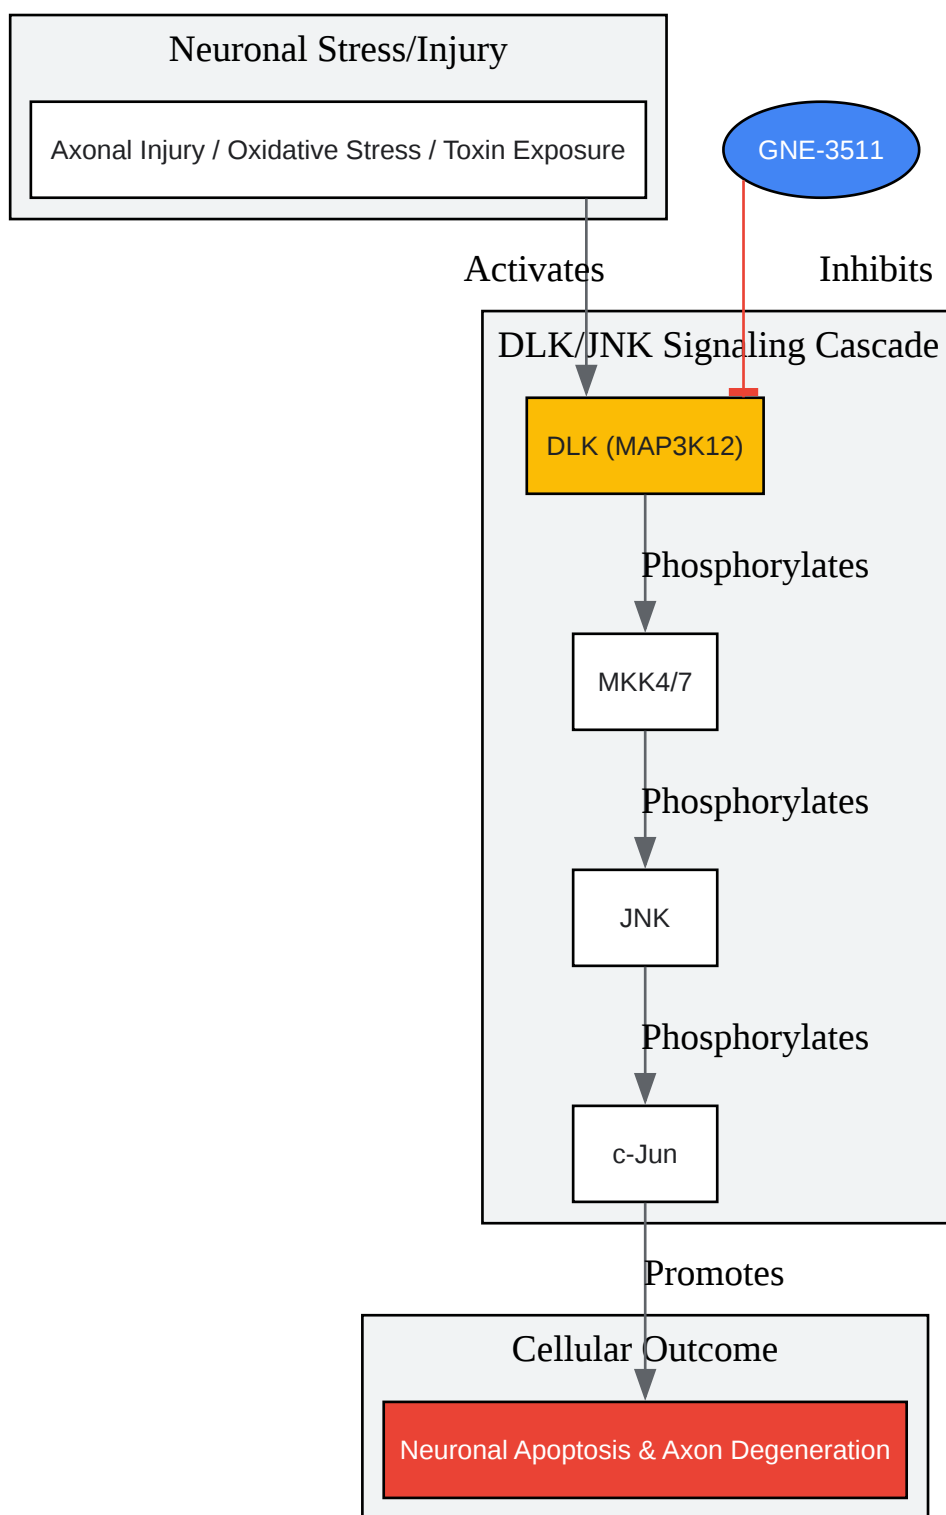 Neuronal Stress/Injury
Axonal Injury / Oxidative Stress / Toxin Exposure
GNE-3511
Activates
Inhibits
DLK/JNK Signaling Cascade
DLK (MAP3K12)
Phosphorylates
MKK4/7
Phosphorylates
JNK
Phosphorylates
c-Jun
Promotes
Cellular Outcome
Neuronal Apoptosis & Axon Degeneration